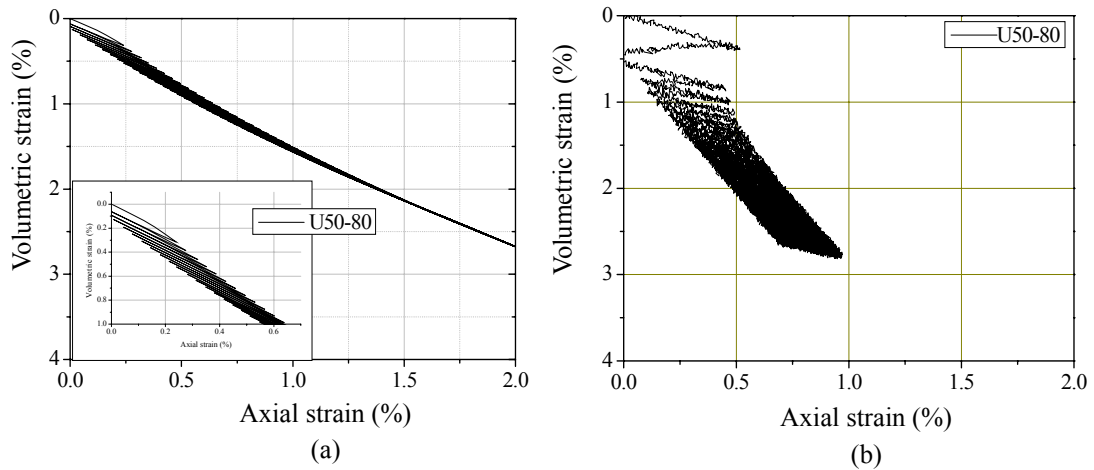 0
1
2
3
4
Volumetric strain (%)
U50-80
0.0
0.2
0.4
0.6
0.8
1.0
Volumetric strain (%)
U50-80
0.0 0.2 0.4 0.6
Axial strain (%)
0.0 0.5 1.0 1.5 2.0
Axial strain (%)
(a)
0
1
2
3
4
Volumetric strain (%)
U50-80
0.0 0.5 1.0 1.5 2.0
Axial strain (%)
(b)